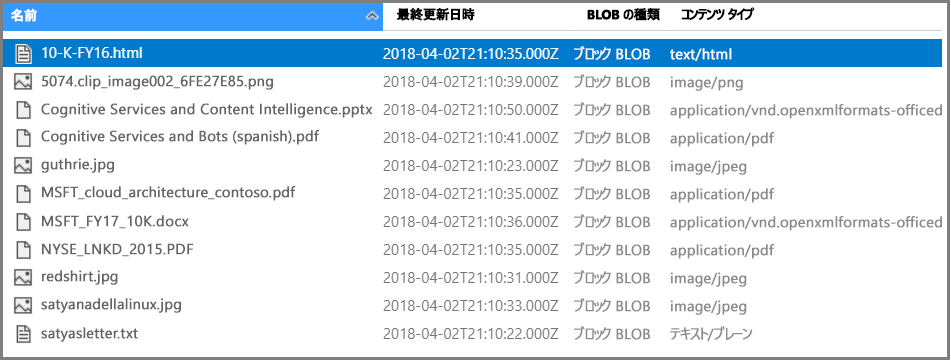 名前 最終更新日時 BLOB の種類 コンテンツ タイプ
10-K-FY16.html 2018-04-02T21:10:35.000Z ブロック BLOB text/html
5074.clip_image002_6FE27E85.png 2018-04-02T21:10:39.000Z ブロック BLOB image/png
Cognitive Services and Content Intelligence.pptx 2018-04-02T21:10:50.000Z ブロック BLOB application/vnd.openxmlformats-officed
Cognitive Services and Bots (spanish).pdf 2018-04-02T21:10:41.000Z ブロック BLOB application/pdf
guthrie.jpg 2018-04-02T21:10:23.000Z ブロック BLOB image/jpeg
MSFT_cloud_architecture_contoso.pdf 2018-04-02T21:10:35.000Z ブロック BLOB application/pdf
MSFT_FY17_10K.docx 2018-04-02T21:10:36.000Z ブロック BLOB application/vnd.openxmlformats-officed
NYSE_LNKD_2015.PDF 2018-04-02T21:10:35.000Z ブロック BLOB application/pdf
redshirt.jpg 2018-04-02T21:10:31.000Z ブロック BLOB image/jpeg
satyanadellalinux.jpg 2018-04-02T21:10:33.000Z ブロック BLOB image/jpeg
satyasletter.txt 2018-04-02T21:10:22.000Z ブロック BLOB テキスト/プレーン